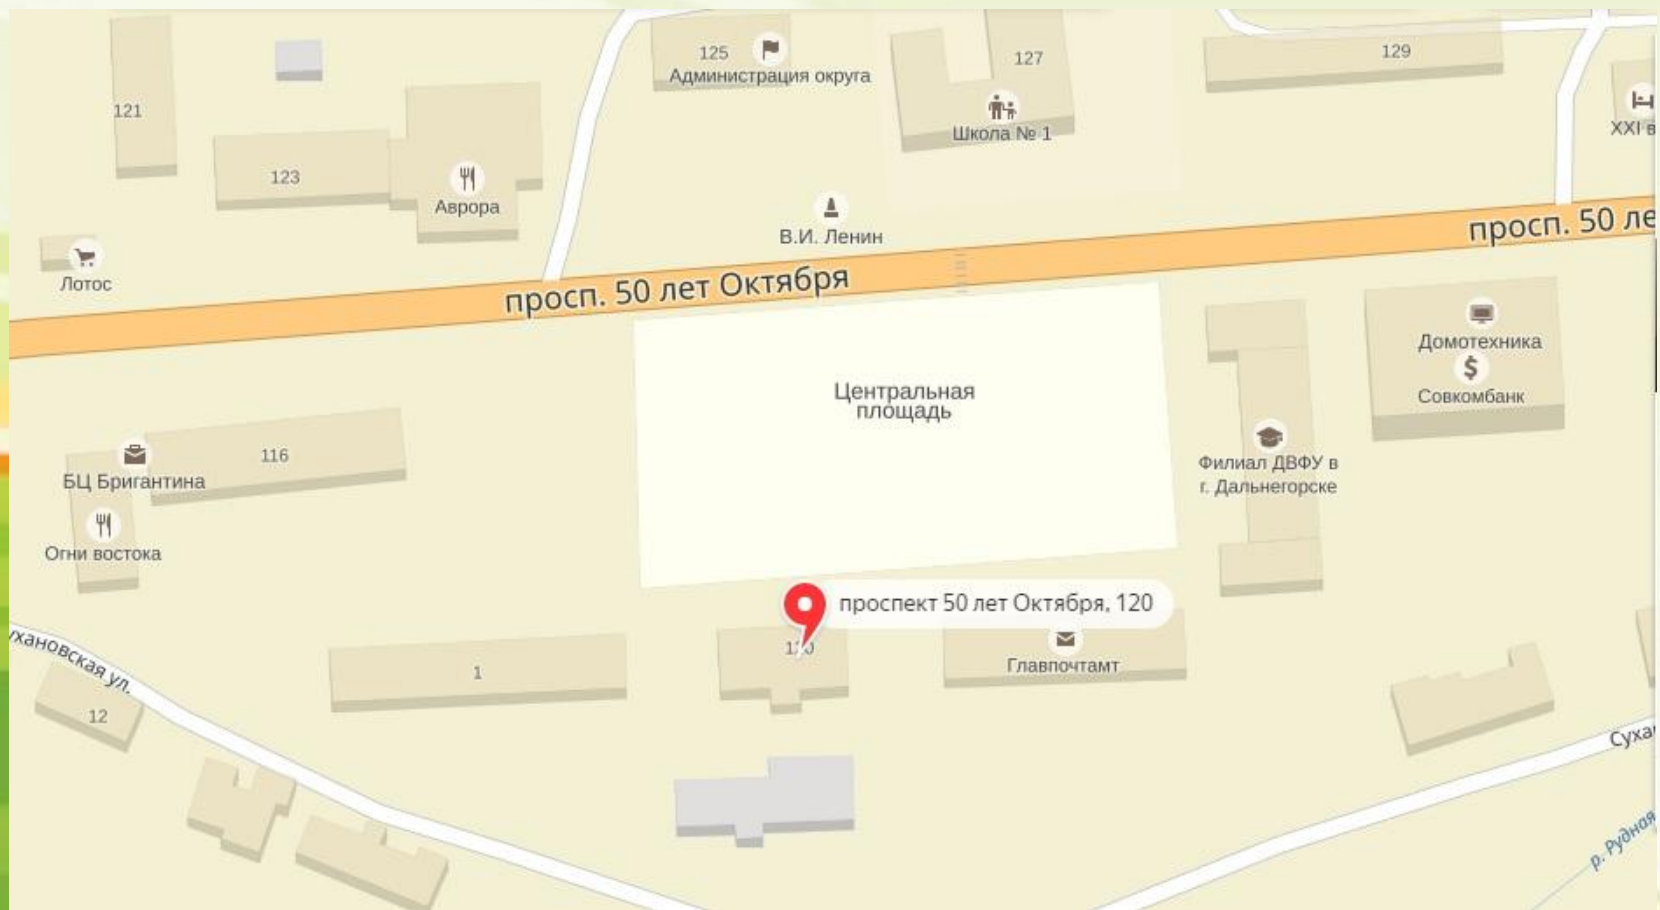 125
Администрация округа
127
129
121
Школа № 1
XXI в
123
Аврора
В.И. Ленин
просп. 50 ле
Лотос
просп. 50 лет Октября
Домотехника
Центральная
площадь
Совкомбанк
116
БЦ Бригантина
Филиал ДВФУ в
г. Дальнегорске
Огни востока
проспект 50 лет Октября, 120
120
Главпочтамт
1
ухановская ул.
12
Суха
р. Рудная